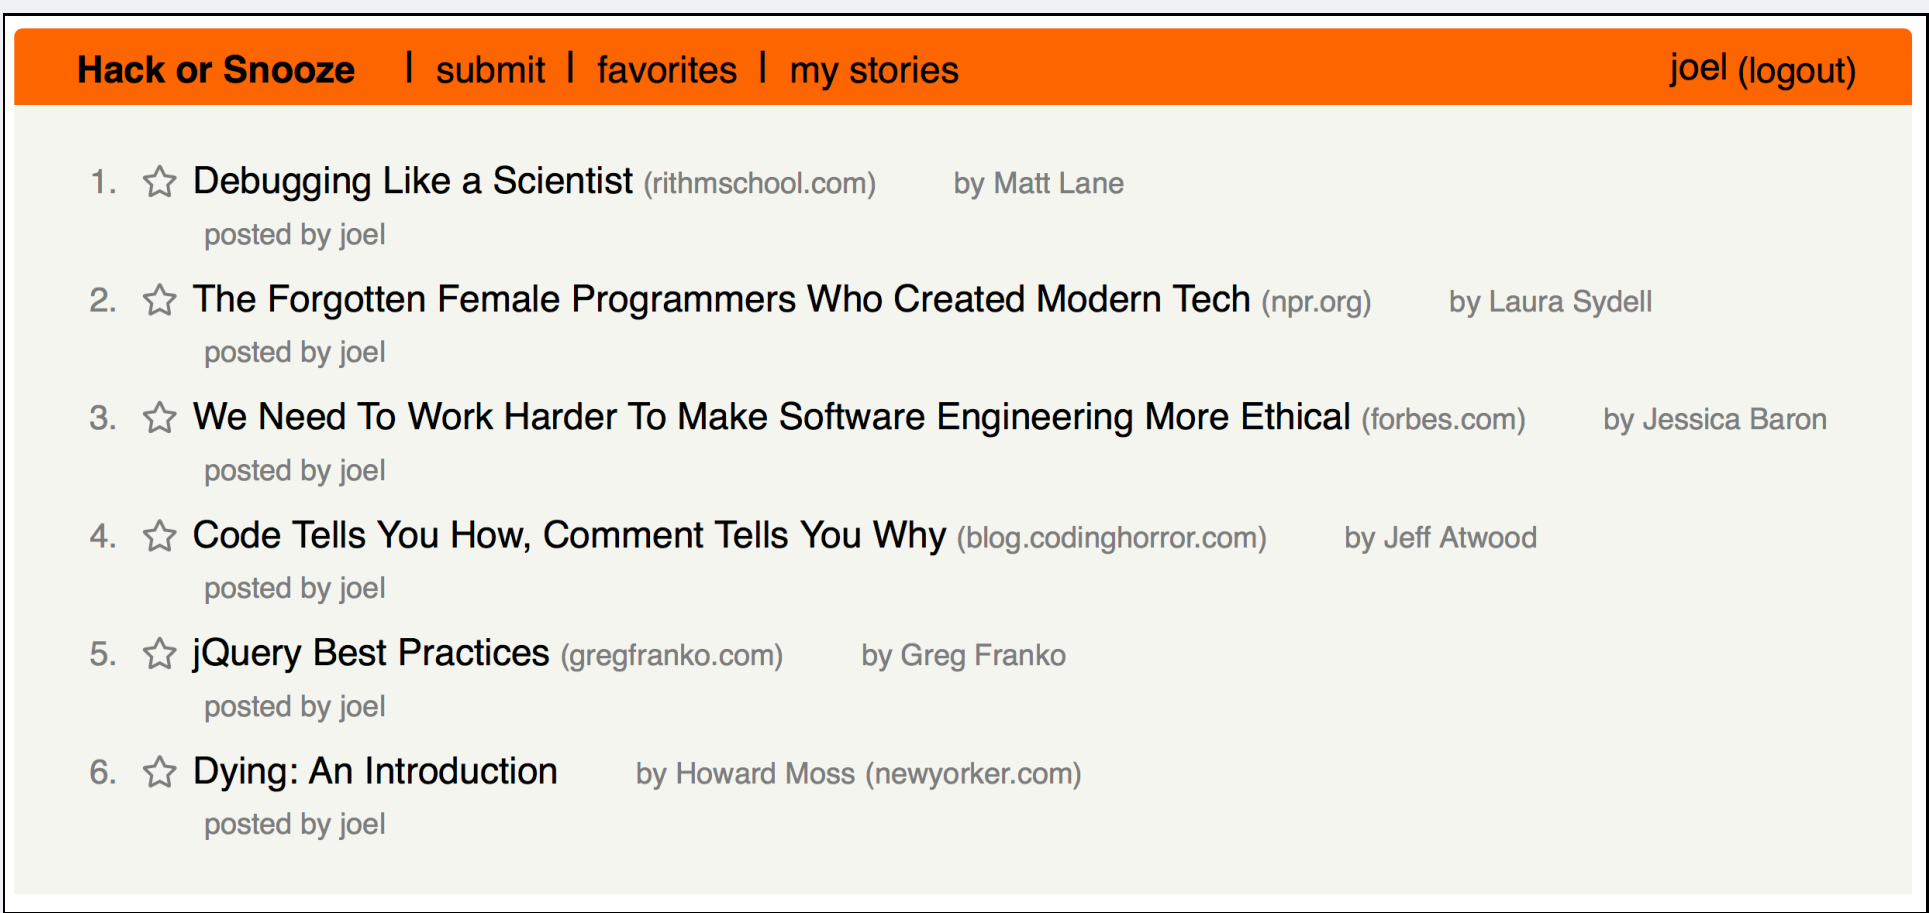 Hack or Snooze | submit | favorites | my stories joel (logout)
1. ☆ Debugging Like a Scientist (rithmschool.com) by Matt Lane
posted by joel
2. ☆ The Forgotten Female Programmers Who Created Modern Tech (npr.org) by Laura Sydell
posted by joel
3. ☆ We Need To Work Harder To Make Software Engineering More Ethical (forbes.com) by Jessica Baron
posted by joel
4. ☆ Code Tells You How, Comment Tells You Why (blog.codinghorror.com) by Jeff Atwood
posted by joel
5. ☆ jQuery Best Practices (gregfranko.com) by Greg Franko
posted by joel
6. ☆ Dying: An Introduction by Howard Moss (newyorker.com)
posted by joel